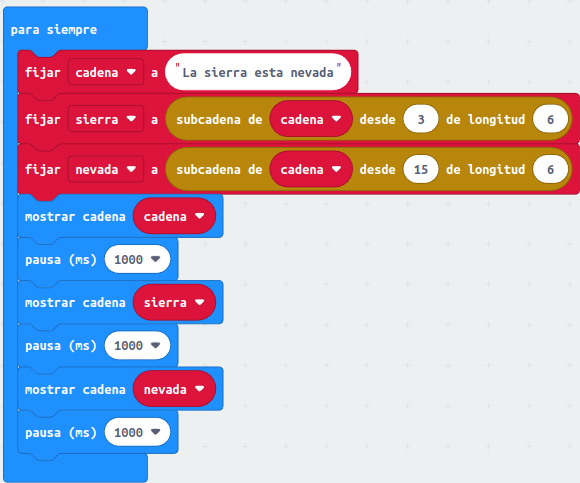 para siempre
fijar cadena a "La sierra esta nevada"
fijar sierra a subcadena de cadena desde 3 de longitud 6
fijar nevada a subcadena de cadena desde 15 de longitud 6
mostrar cadena cadena
pausa (ms) 1000
mostrar cadena sierra
pausa (ms) 1000
mostrar cadena nevada
pausa (ms) 1000